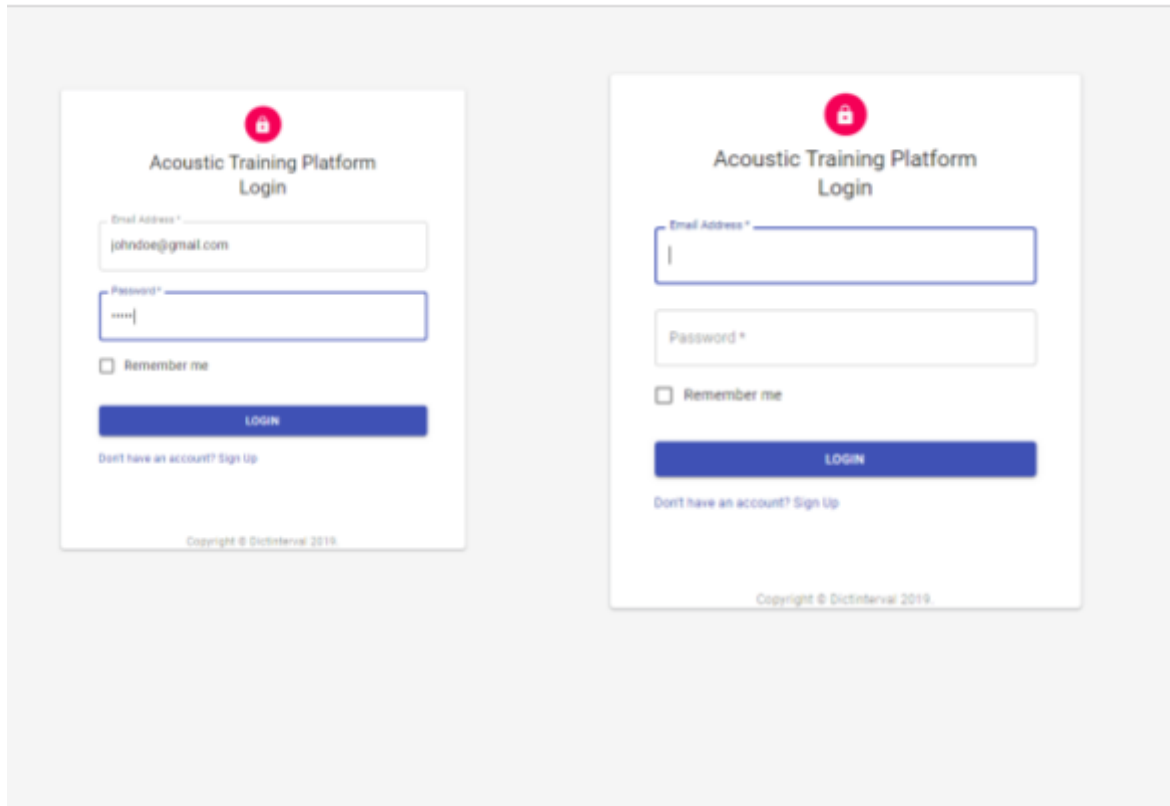 Acoustic Training Platform
Login
Email Address *
johndoe@gmail.com
Password *
•••••
Remember me
LOGIN
Don't have an account? Sign Up
Copyright © Dictinterval 2019.
Acoustic Training Platform
Login
Email Address *
Password *
Remember me
LOGIN
Don't have an account? Sign Up
Copyright © Dictinterval 2019.